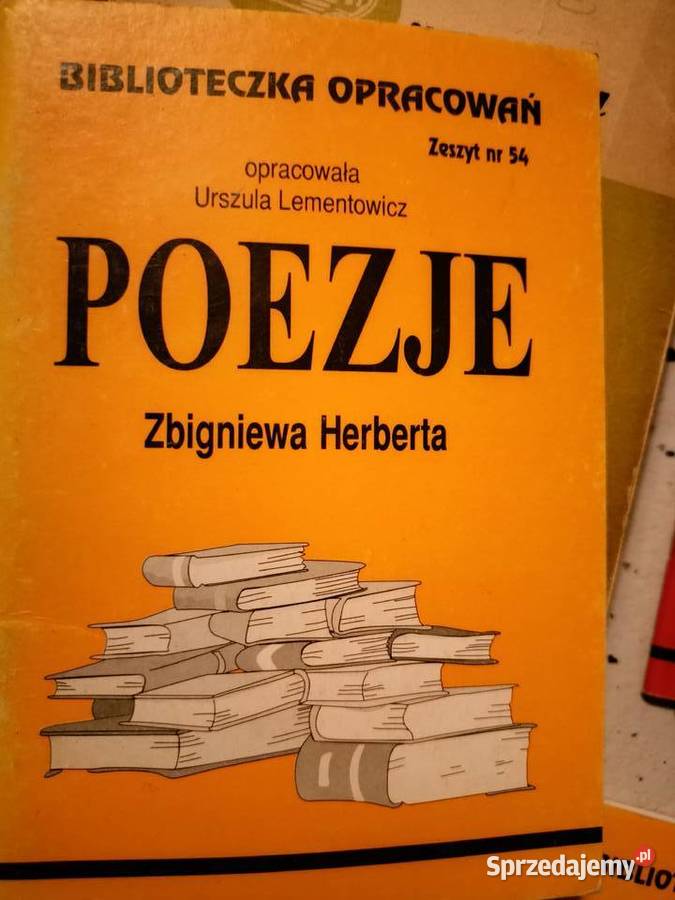 BIBLIOTECZKA OPRACOWAŃ
Zeszyt nr 54
opracowała
Urszula Lementowicz
POEZJE
Zbigniewa Herberta
Sprzedajemy.pl